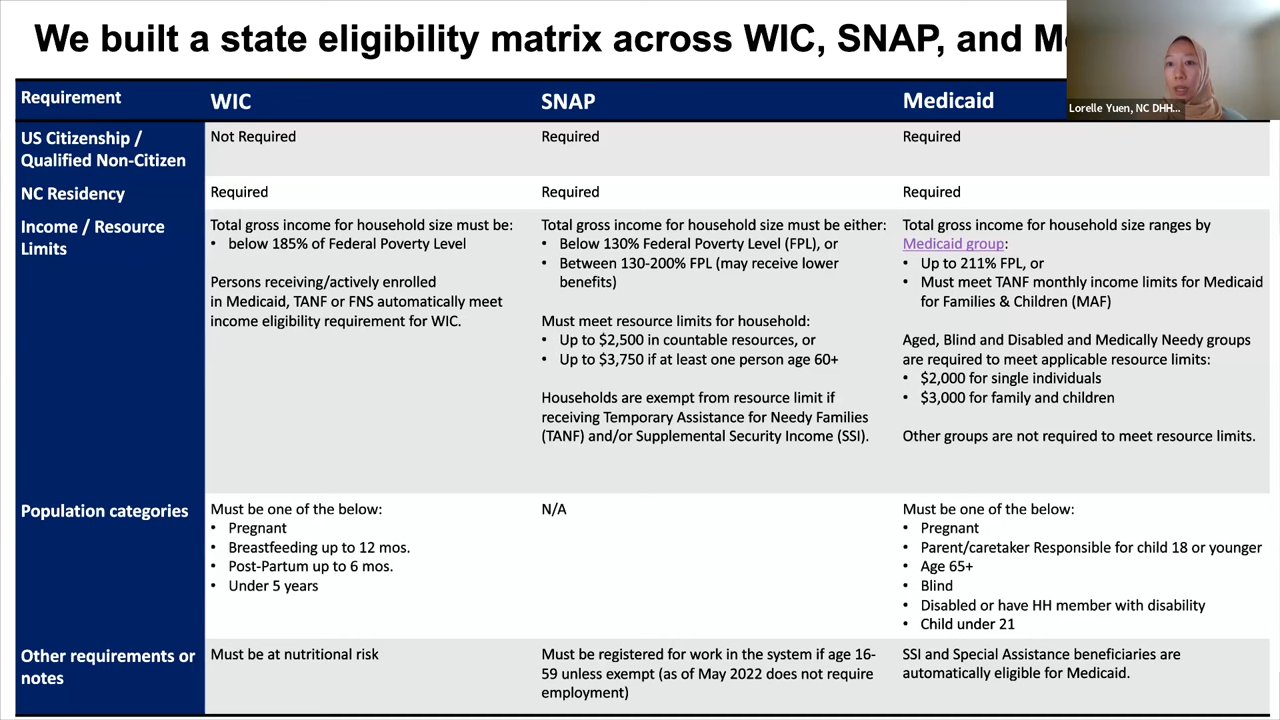 We built a state eligibility matrix across WIC, SNAP, and
Lorelle Yuen, NC DHH...
Requirement
WIC
SNAP
Medicaid
US Citizenship /
Qualified Non-Citizen
Not Required
Required
Required
NC Residency
Required
Required
Required
Income / Resource
Limits
Total gross income for household size must be:
• below 185% of Federal Poverty Level
Persons receiving/actively enrolled
in Medicaid, TANF or FNS automatically meet
income eligibility requirement for WIC.
Total gross income for household size must be either:
• Below 130% Federal Poverty Level (FPL), or
• Between 130-200% FPL (may receive lower
benefits)
Must meet resource limits for household:
• Up to $2,500 in countable resources, or
• Up to $3,750 if at least one person age 60+
Households are exempt from resource limit if
receiving Temporary Assistance for Needy Families
(TANF) and/or Supplemental Security Income (SSI).
Total gross income for household size ranges by
Medicaid group:
• Up to 211% FPL, or
• Must meet TANF monthly income limits for Medicaid
for Families & Children (MAF)
Aged, Blind and Disabled and Medically Needy groups
are required to meet applicable resource limits:
• $2,000 for single individuals
• $3,000 for family and children
Other groups are not required to meet resource limits.
Population categories
Must be one of the below:
• Pregnant
• Breastfeeding up to 12 mos.
• Post-Partum up to 6 mos.
• Under 5 years
N/A
Must be one of the below:
• Pregnant
• Parent/caretaker Responsible for child 18 or younger
• Age 65+
• Blind
• Disabled or have HH member with disability
• Child under 21
Other requirements or
notes
Must be at nutritional risk
Must be registered for work in the system if age 16-
59 unless exempt (as of May 2022 does not require
employment)
SSI and Special Assistance beneficiaries are
automatically eligible for Medicaid.